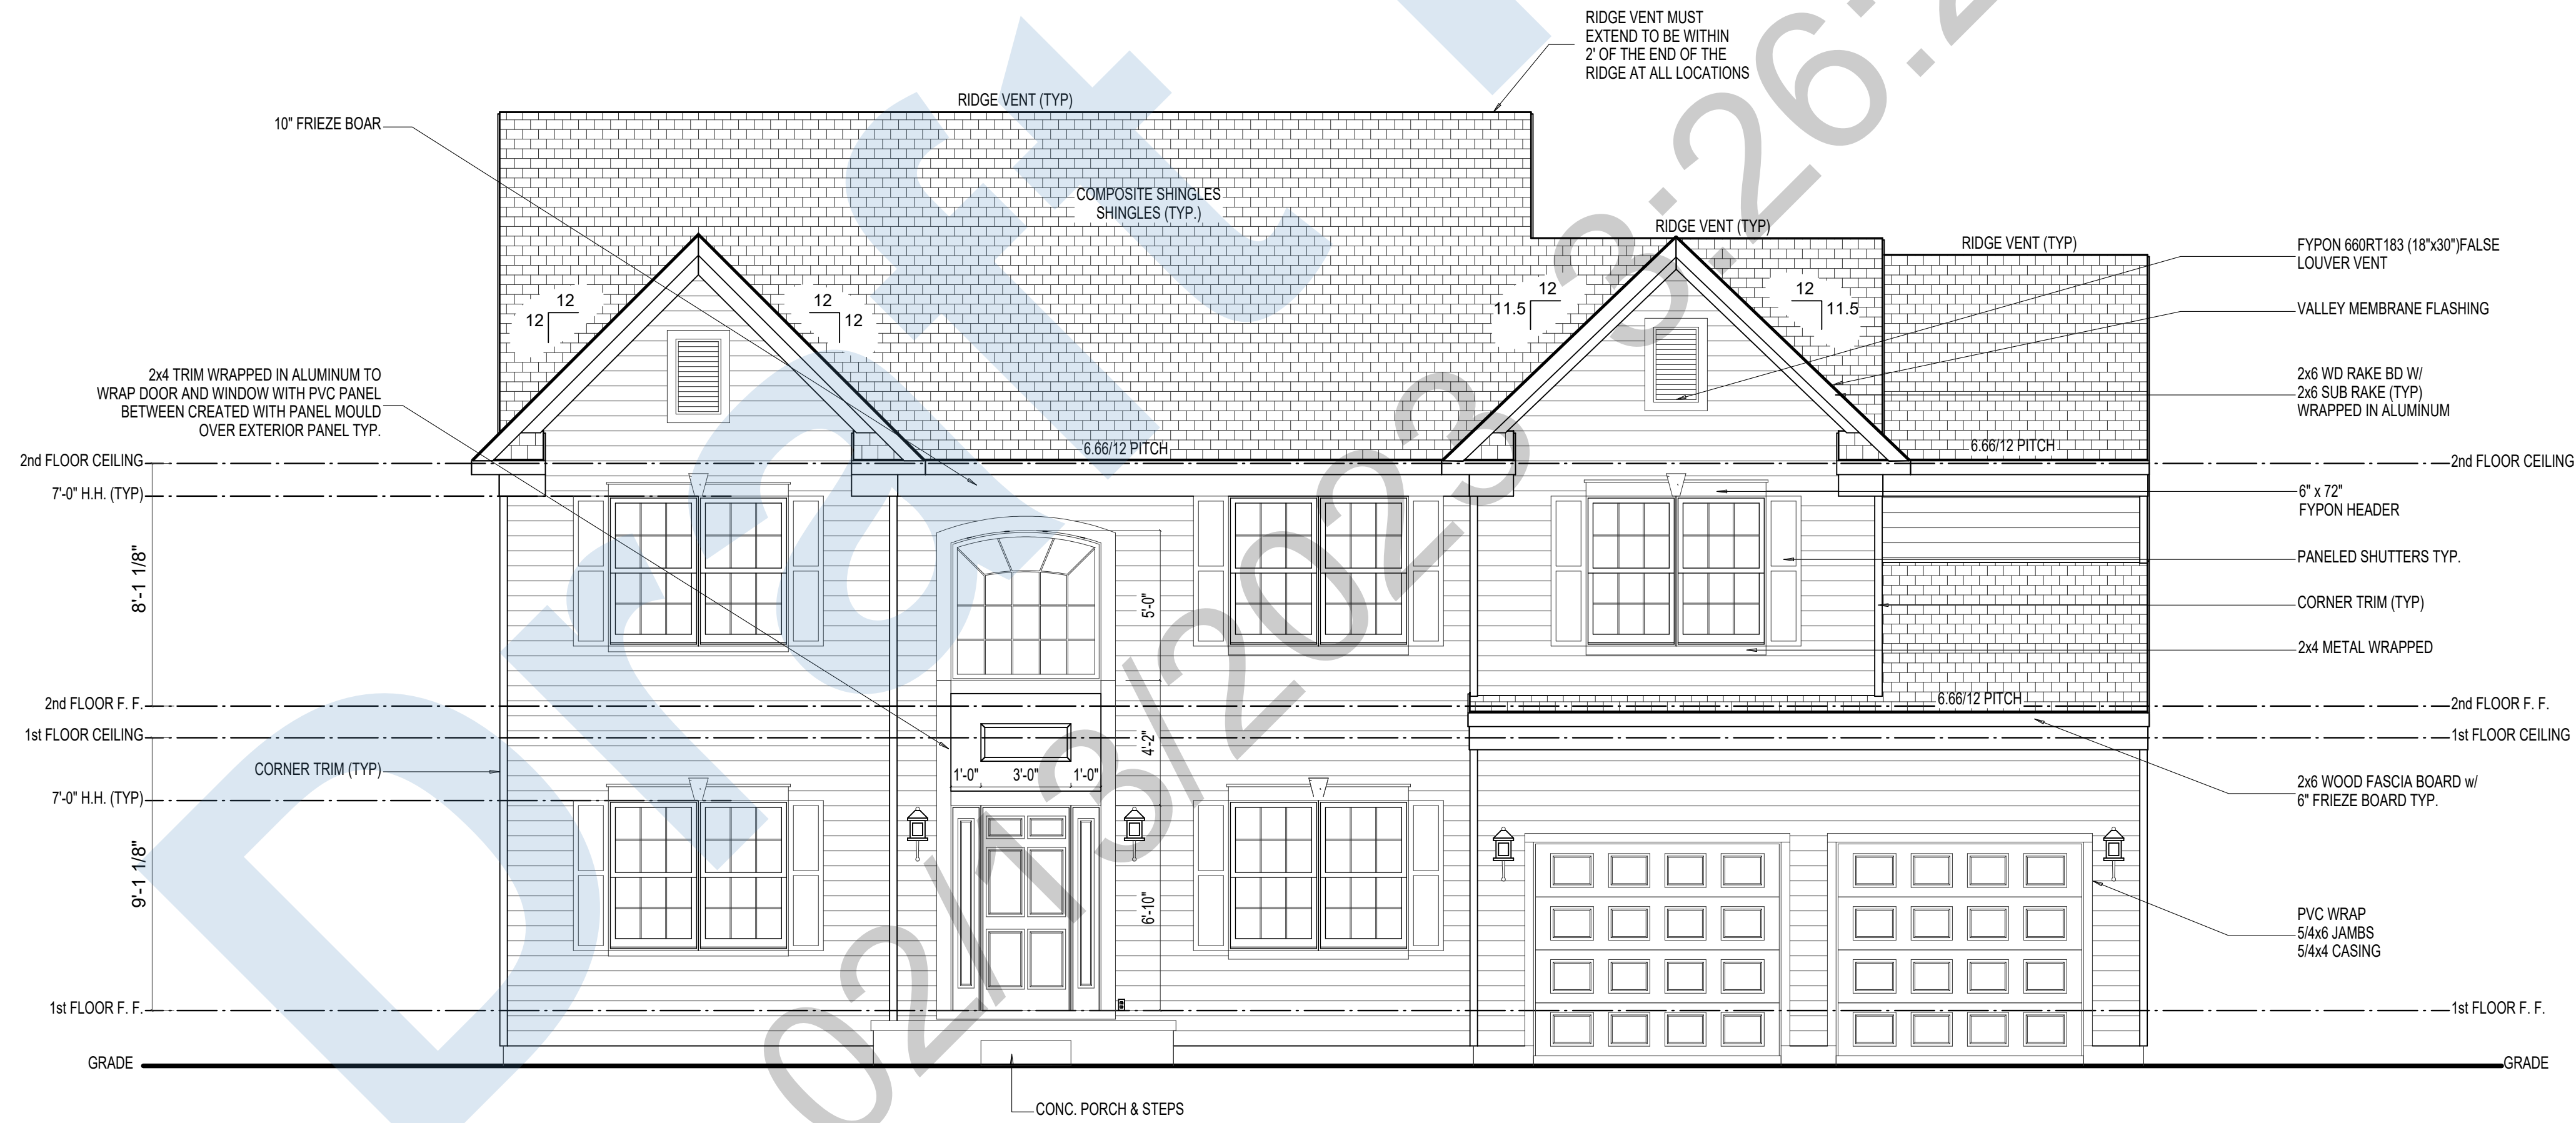 RIDGE VENT MUST
EXTEND TO BE WITHIN
2' OF THE END OF THE
RIDGE AT ALL LOCATIONS
RIDGE VENT (TYP)
10" FRIEZE BOAR
COMPOSITE SHINGLES
SHINGLES (TYP.)
RIDGE VENT (TYP)
RIDGE VENT (TYP)
FYPON 660RT183 (18"x30")FALSE
LOUVER VENT
12
12
12
12
12
11.5
12
11.5
VALLEY MEMBRANE FLASHING
2x4 TRIM WRAPPED IN ALUMINUM TO
WRAP DOOR AND WINDOW WITH PVC PANEL
BETWEEN CREATED WITH PANEL MOULD
OVER EXTERIOR PANEL TYP.
2x6 WD RAKE BD W/
2x6 SUB RAKE (TYP)
WRAPPED IN ALUMINUM
6.66/12 PITCH
6.66/12 PITCH
2nd FLOOR CEILING
2nd FLOOR CEILING
7'-0" H.H. (TYP)
6" x 72"
FYPON HEADER
8'-1 1/8"
5'-0"
PANELED SHUTTERS TYP.
CORNER TRIM (TYP)
2x4 METAL WRAPPED
6.66/12 PITCH
2nd FLOOR F. F.
2nd FLOOR F. F.
1st FLOOR CEILING
1st FLOOR CEILING
4'-2"
CORNER TRIM (TYP)
1'-0"
3'-0"
1'-0"
2x6 WOOD FASCIA BOARD w/
6" FRIEZE BOARD TYP.
7'-0" H.H. (TYP)
9'-1 1/8"
6'-10"
PVC WRAP
5/4x6 JAMBS
5/4x4 CASING
1st FLOOR F. F.
1st FLOOR F. F.
GRADE
GRADE
CONC. PORCH & STEPS
Draft
02/13/2023 3:26:2